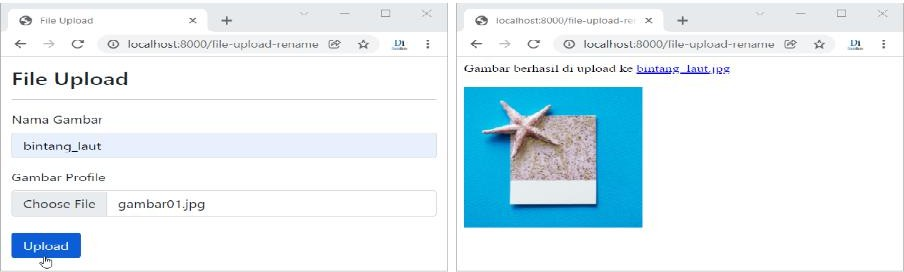 File Upload
localhost:8000/file-upload-rename
File Upload
Nama Gambar
bintang_laut
Gambar Profile
Choose File gambar01.jpg
Upload
localhost:8000/file-upload-ren
localhost:8000/file-upload-rename
Gambar berhasil di upload ke bintang_laut.jpg